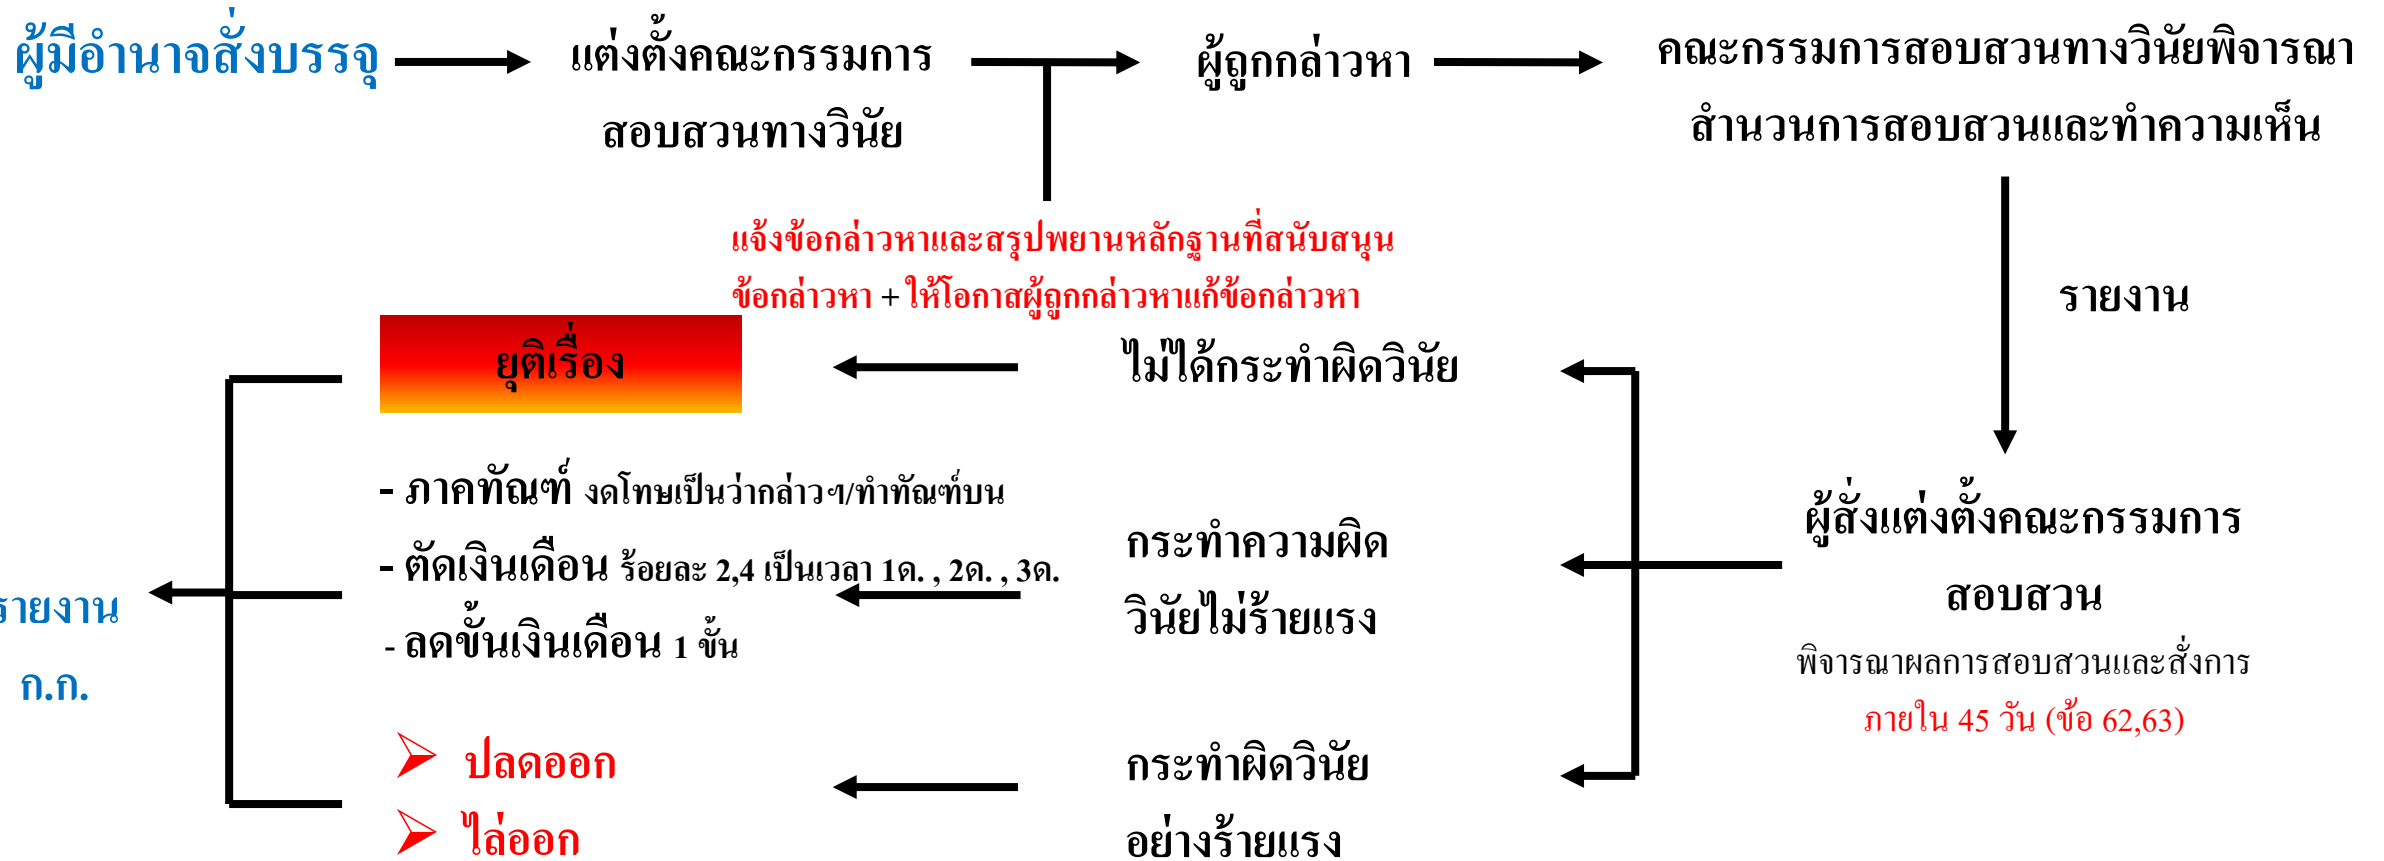 ผู้มีอำนาจสั่งบรรจุ
แต่งตั้งคณะกรรมการ
สอบสวนทางวินัย
ผู้ถูกกล่าวหา
คณะกรรมการสอบสวนทางวินัยพิจารณา
สำนวนการสอบสวนและทำความเห็น
แจ้งข้อกล่าวหาและสรุปพยานหลักฐานที่สนับสนุน
ข้อกล่าวหา + ให้โอกาสผู้ถูกกล่าวหาแก้ข้อกล่าวหา
รายงาน
ยุติเรื่อง
ไม่ได้กระทำผิดวินัย
- ภาคทัณฑ์ งดโทษเป็นว่ากล่าวฯ/ทำทัณฑ์บน
- ตัดเงินเดือน ร้อยละ 2,4 เป็นเวลา 1ด. , 2ด. , 3ด.
- ลดขั้นเงินเดือน 1 ขั้น
กระทำความผิด
วินัยไม่ร้ายแรง
ผู้สั่งแต่งตั้งคณะกรรมการ
สอบสวน
พิจารณาผลการสอบสวนและสั่งการ
ภายใน 45 วัน (ข้อ 62,63)
รายงาน
ก.ก.
➢ ปลดออก
➢ ไล่ออก
กระทำผิดวินัย
อย่างร้ายแรง